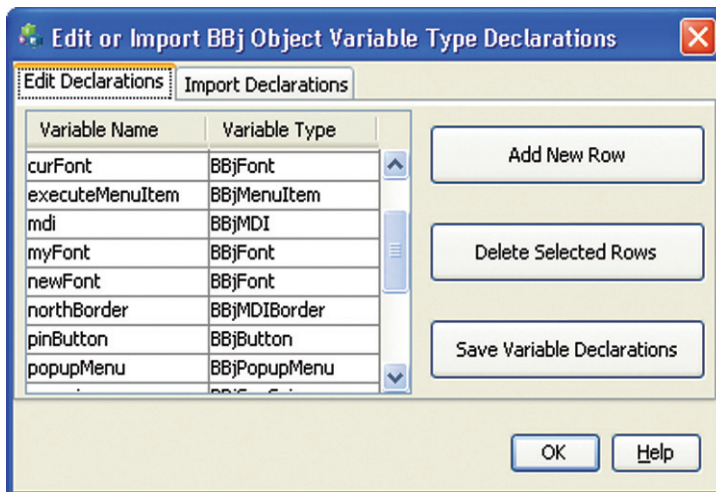 Edit or Import BBj Object Variable Type Declarations
Edit Declarations Import Declarations
Variable Name Variable Type
curFont BBjFont
executeMenuItem BBjMenuItem
mdi BBjMDI
myFont BBjFont
newFont BBjFont
northBorder BBjMDIBorder
pinButton BBjButton
popupMenu BBjPopupMenu
Add New Row
Delete Selected Rows
Save Variable Declarations
OK Help